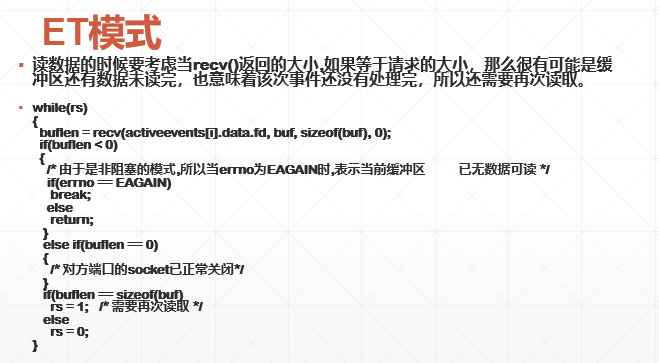 ET模式
读数据的时候要考虑当recv()返回的大小,如果等于请求的大小，那么很有可能是缓
冲区还有数据未读完，也意味着该次事件还没有处理完，所以还需要再次读取。
while(rs)
{
buflen = recv(activeevents[i].data.fd, buf, sizeof(buf), 0);
if(buflen < 0)
{
/* 由于是非阻塞的模式,所以当errno为EAGAIN时,表示当前缓冲区 已无数据可读 */
if(errno == EAGAIN)
break;
else
return;
}
else if(buflen == 0)
{
/* 对方端口的socket已正常关闭*/
}
if(buflen == sizeof(buf)
rs = 1; /* 需要再次读取 */
else
rs = 0;
}